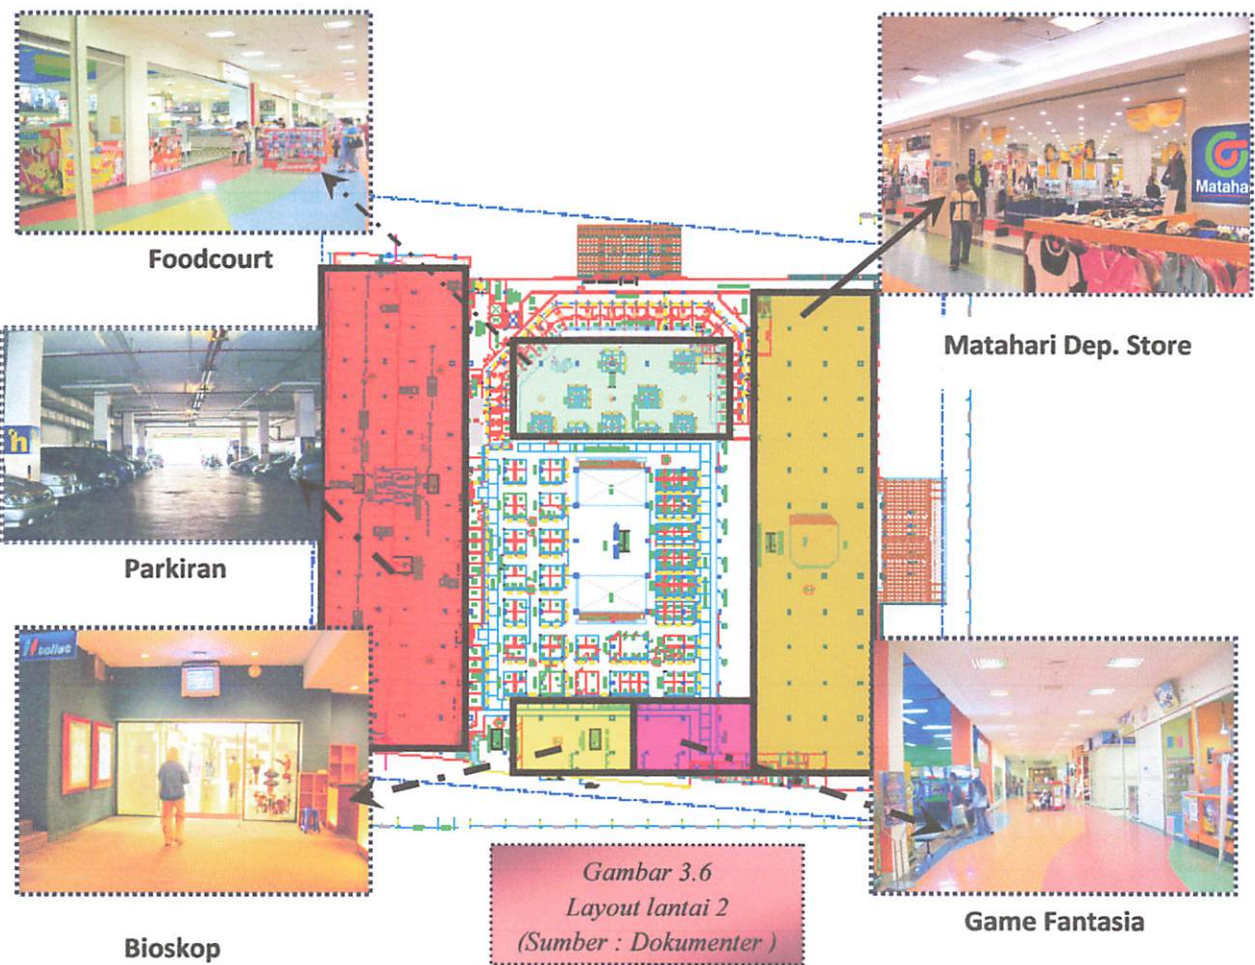 Foodcourt
Mataha
Matahari Dep. Store
Parkiran
Bioskop
Game Fantasia
Gambar 3.6
Layout lantai 2
(Sumber : Dokumenter )